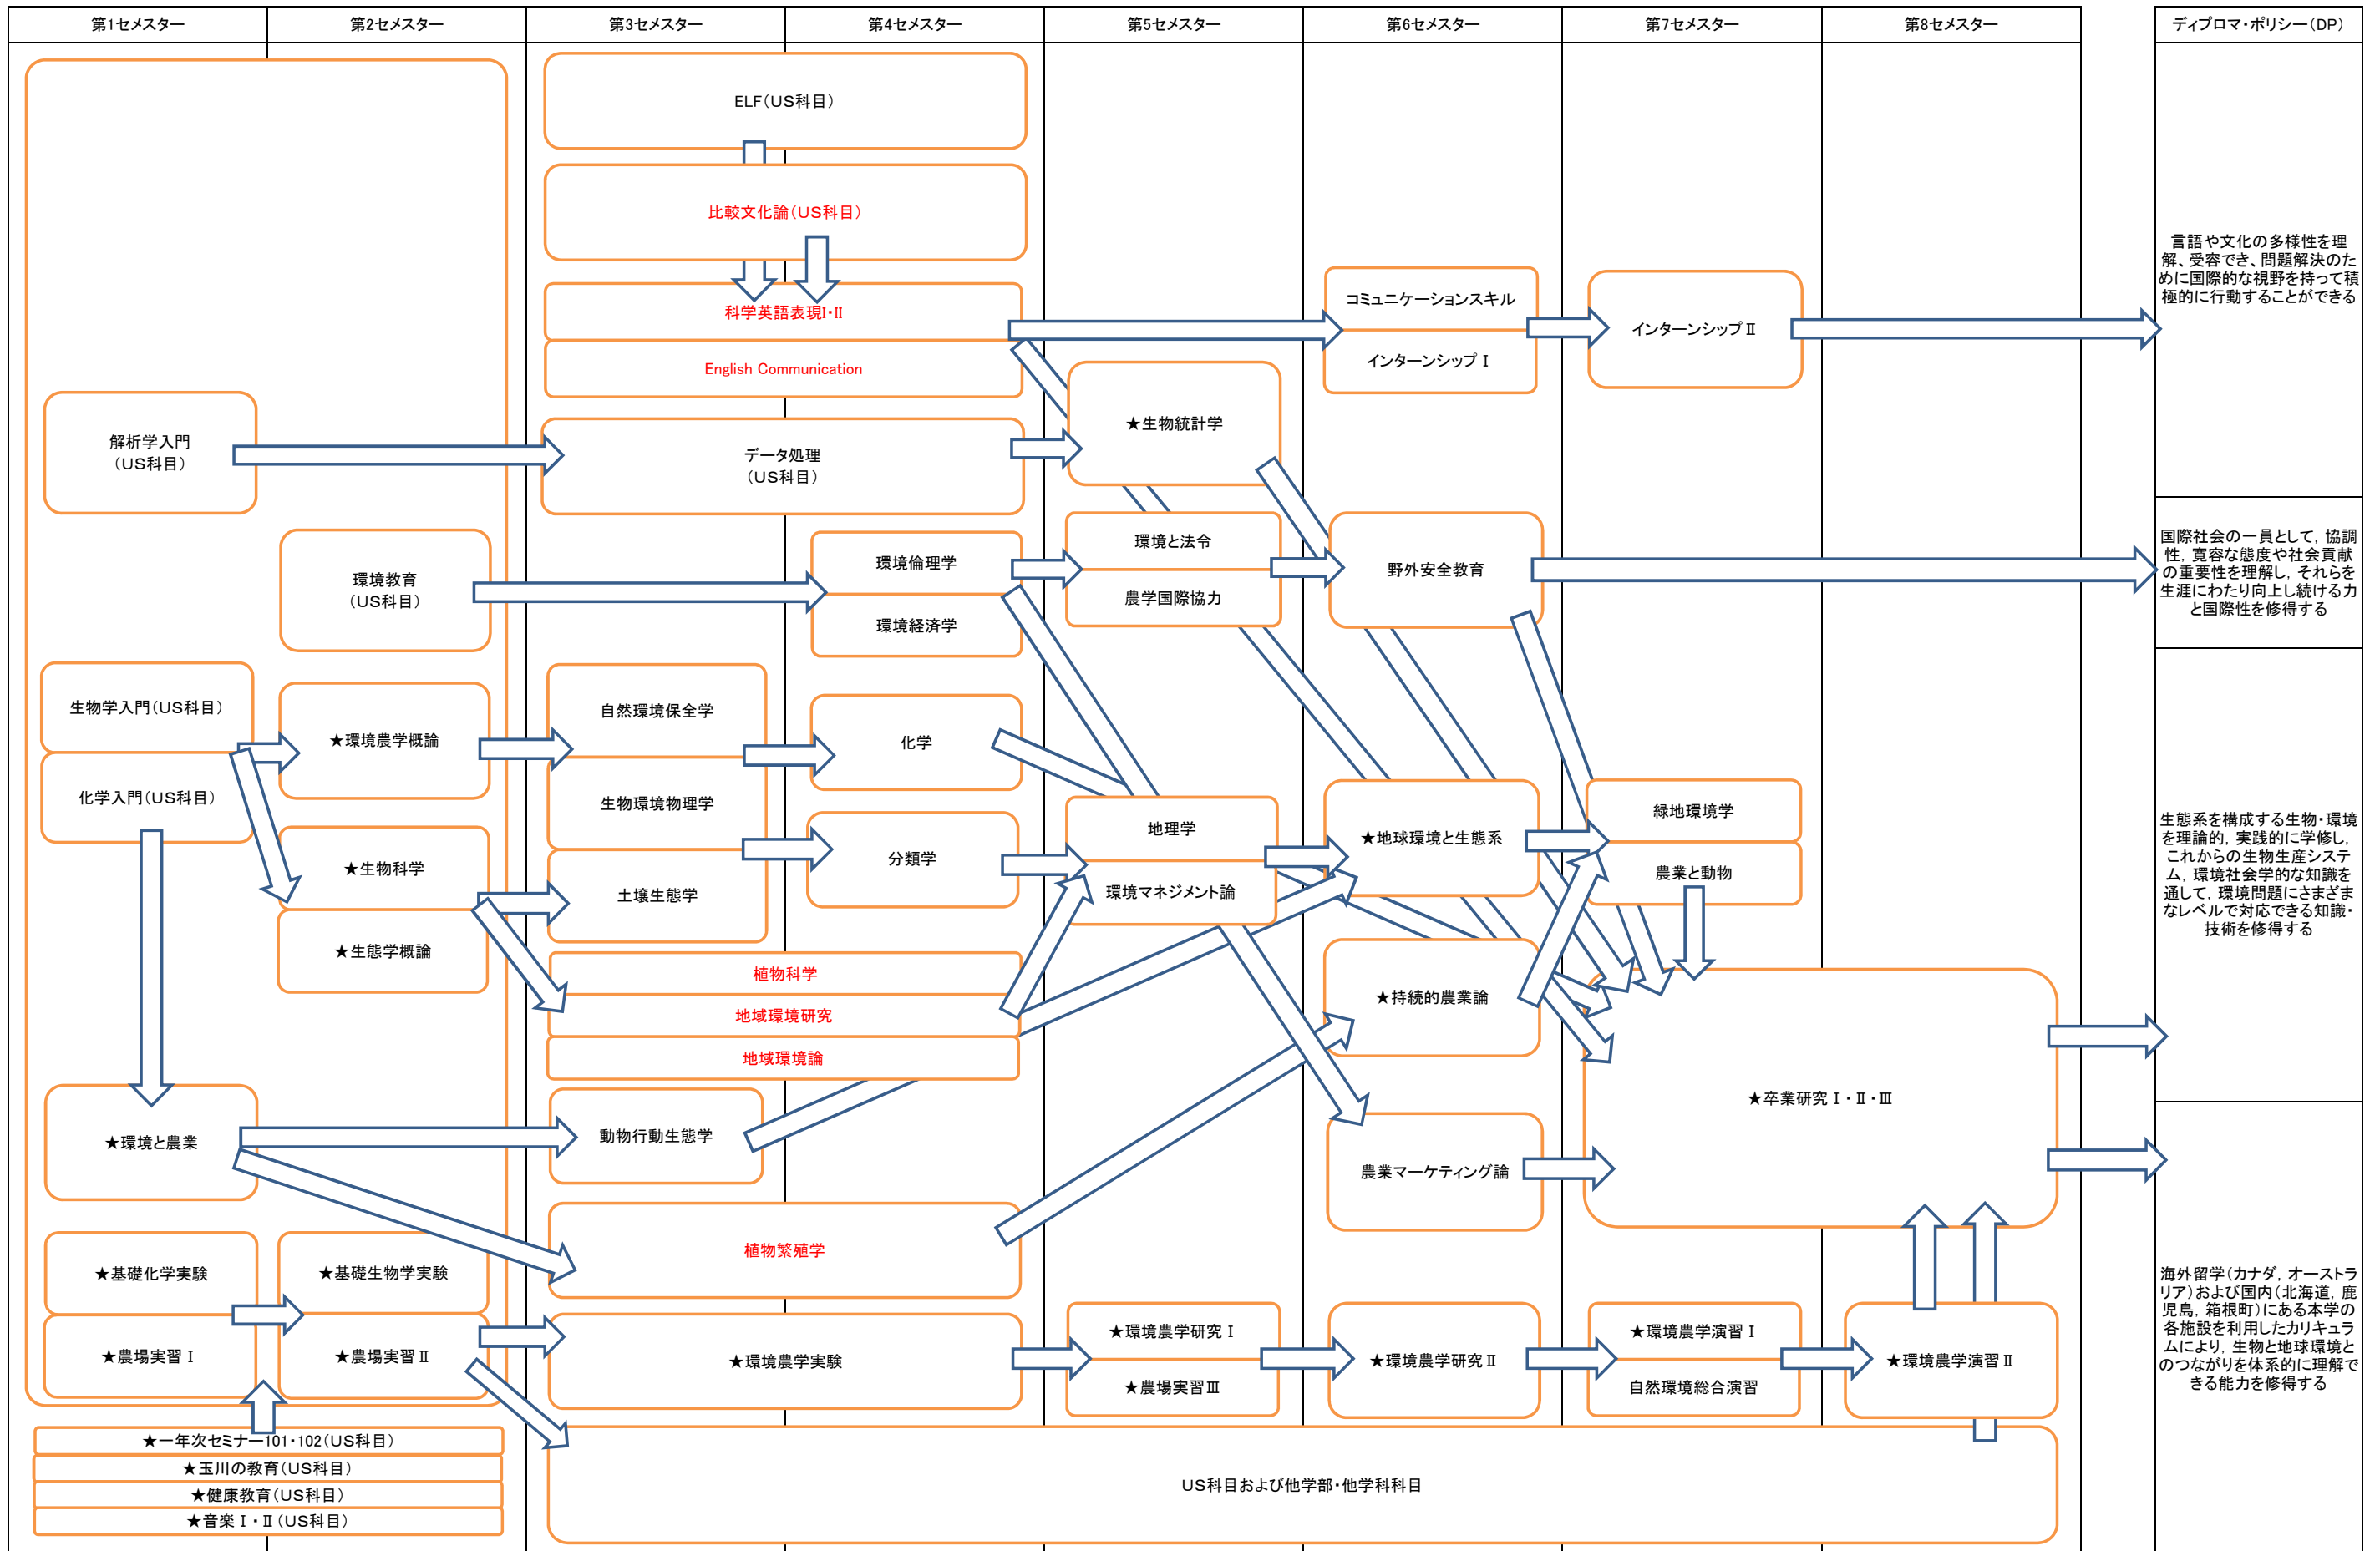 第1セメスター
第2セメスター
第3セメスター
第4セメスター
第5セメスター
第6セメスター
第7セメスター
第8セメスター
ディプロマ・ポリシー(DP)
ELF(US科目)
比較文化論(US科目)
科学英語表現Ⅰ・Ⅱ
English Communication
コミュニケーションスキル
インターンシップⅠ
インターンシップⅡ
言語や文化の多様性を理
解、受容でき、問題解決のた
めに国際的な視野を持って積
極的に行動することができる
解析学入門
(US科目)
データ処理
(US科目)
★生物統計学
環境教育
(US科目)
環境倫理学
環境経済学
環境と法令
農学国際協力
野外安全教育
国際社会の一員として，協調
性，寛容な態度や社会貢献
の重要性を理解し，それらを
生涯にわたり向上し続ける力
と国際性を修得する
生物学入門(US科目)
化学入門(US科目)
★環境農学概論
★生物科学
★生態学概論
自然環境保全学
生物環境物理学
土壌生態学
化学
分類学
地理学
環境マネジメント論
★地球環境と生態系
緑地環境学
農業と動物
生態系を構成する生物・環境
を理論的，実践的に学修し，
これからの生物生産システ
ム，環境社会学的な知識を
通して，環境問題にさまざま
なレベルで対応できる知識・
技術を修得する
植物科学
地域環境研究
地域環境論
★持続的農業論
★卒業研究Ⅰ・Ⅱ・Ⅲ
★環境と農業
動物行動生態学
農業マーケティング論
植物繁殖学
★基礎化学実験
★農場実習Ⅰ
★基礎生物学実験
★農場実習Ⅱ
★環境農学実験
★環境農学研究Ⅰ
★農場実習Ⅲ
★環境農学研究Ⅱ
★環境農学演習Ⅰ
自然環境総合演習
★環境農学演習Ⅱ
海外留学(カナダ，オーストラ
リア)および国内(北海道，鹿
児島，箱根町)にある本学の
各施設を利用したカリキュラ
ムにより，生物と地球環境と
のつながりを体系的に理解で
きる能力を修得する
★一年次セミナー101・102(US科目)
★玉川の教育(US科目)
★健康教育(US科目)
★音楽Ⅰ・Ⅱ(US科目)
US科目および他学部・他学科科目